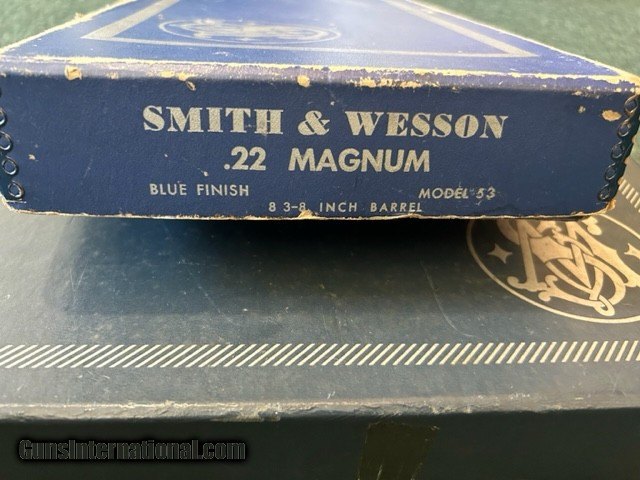 SMITH & WESSON
.22 MAGNUM
BLUE FINISH MODEL 53
8 3-8 INCH BARREL
GunsInternational.com